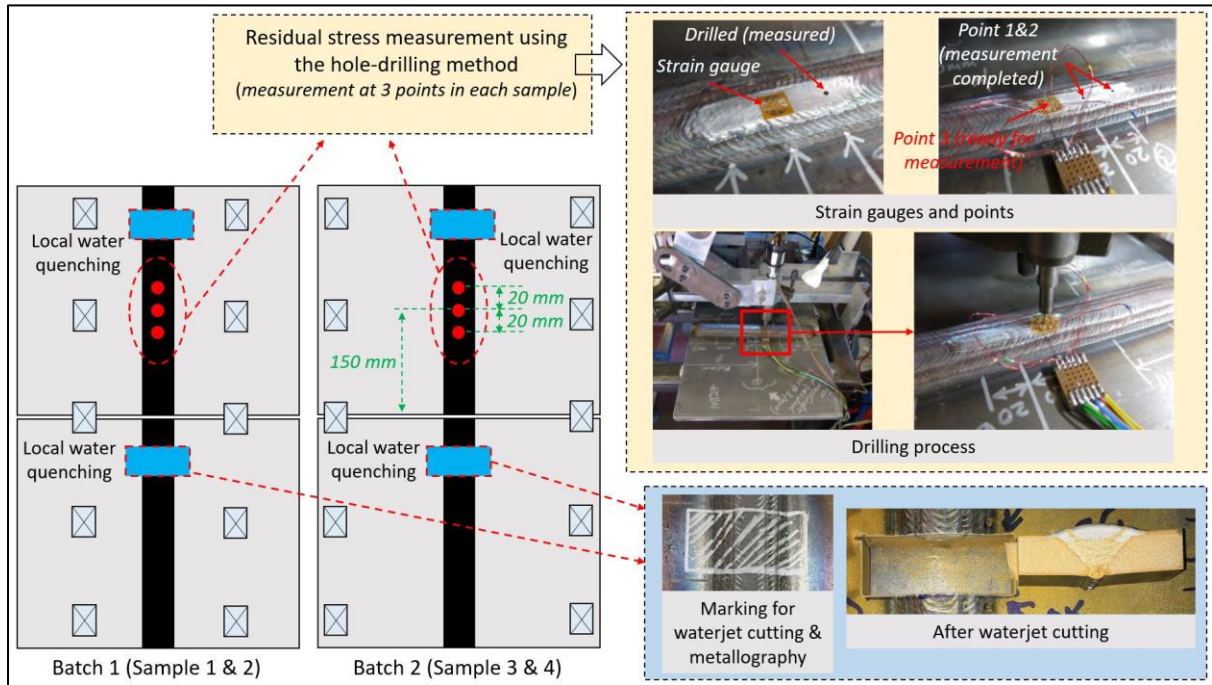 Residual stress measurement using
the hole-drilling method
(measurement at 3 points in each sample)
Drilled (measured)
Strain gauge
Point 1&2
(measurement
completed)
Point 3 (ready for
measurement)
20
Strain gauges and points
Local water
quenching
Local water
quenching
20 mm
20 mm
150 mm
20
Drilling process
Local water
quenching
Local water
quenching
Marking for
waterjet cutting &
metallography
After waterjet cutting
Batch 1 (Sample 1 & 2)
Batch 2 (Sample 3 & 4)